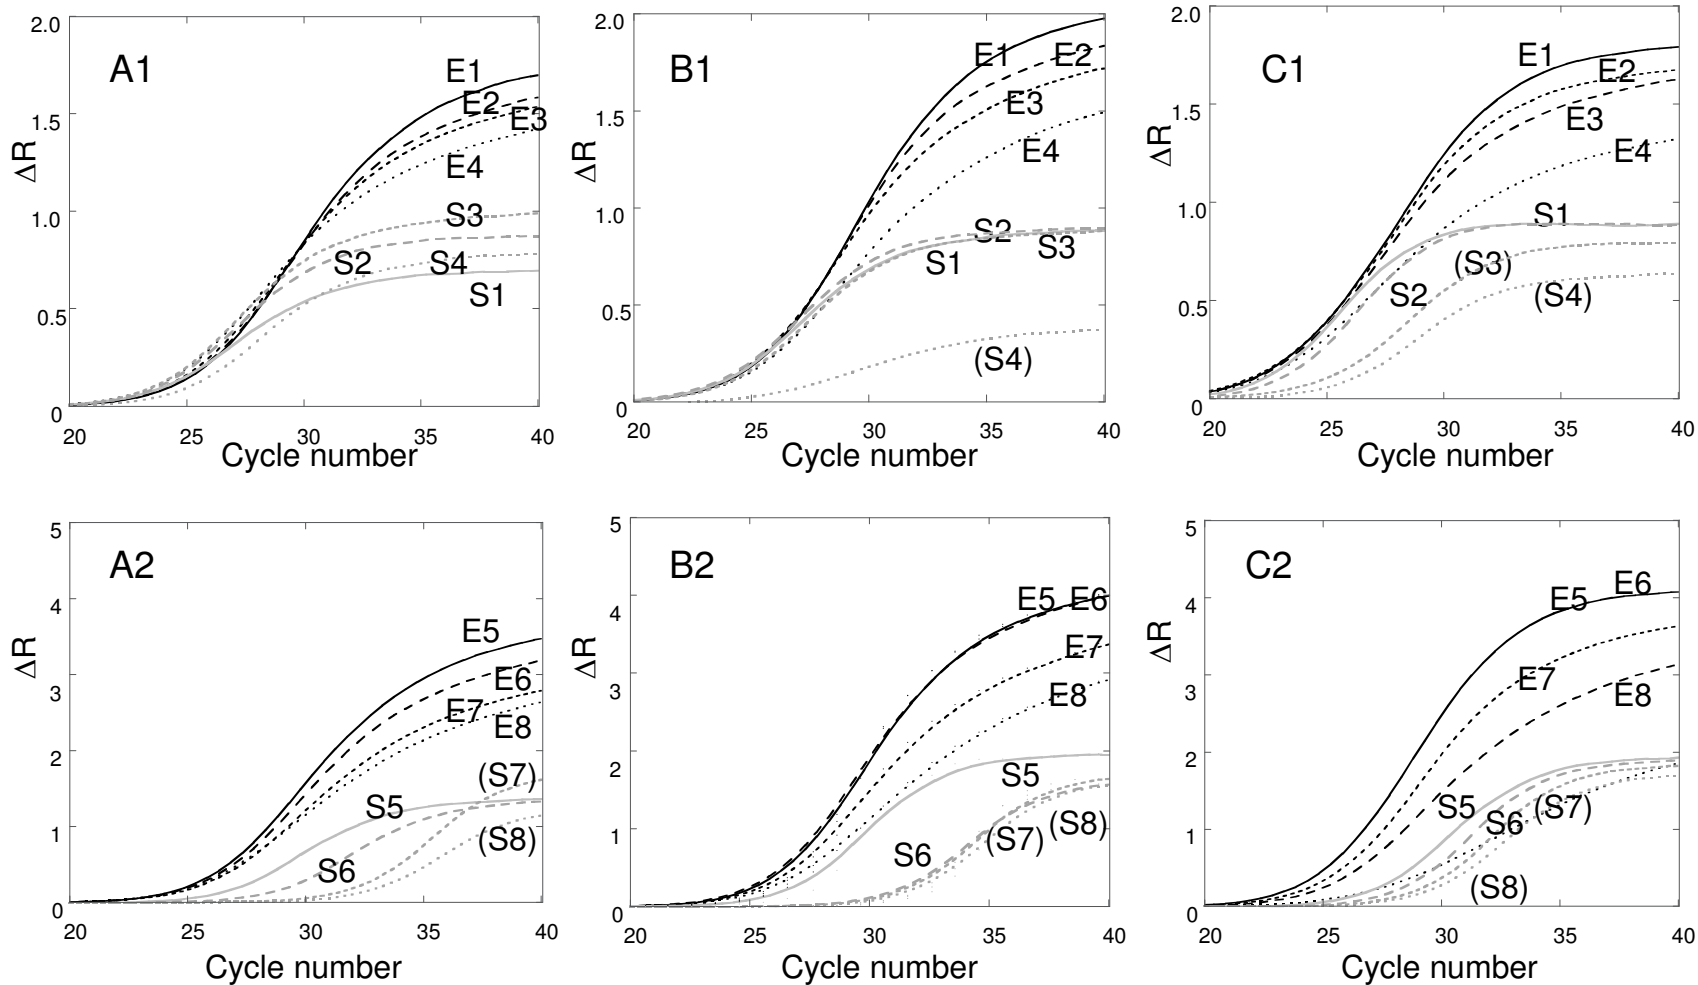 A1
2.0
1.5
1.0
0.5
0
ΔR
E1
E2
E3
E4
S3
S2
S4
S1
20 25 30 35 40
Cycle number
B1
2.0
1.5
1.0
0.5
0
ΔR
E1
E2
E3
E4
S2
S3
S1
(S4)
20 25 30 35 40
Cycle number
C1
2.0
1.5
1.0
0.5
0
ΔR
E1
E2
E3
E4
S1
(S3)
S2
(S4)
20 25 30 35 40
Cycle number
A2
5
4
3
2
1
0
ΔR
E5
E6
E7
E8
(S7)
S5
(S8)
S6
20 25 30 35 40
Cycle number
B2
5
4
3
2
1
0
ΔR
E5 E6
E7
E8
S5
(S8)
(S7)
S6
20 25 30 35 40
Cycle number
C2
5
4
3
2
1
0
ΔR
E6
E5
E7
E8
S5
(S7)
S6
(S8)
20 25 30 35 40
Cycle number